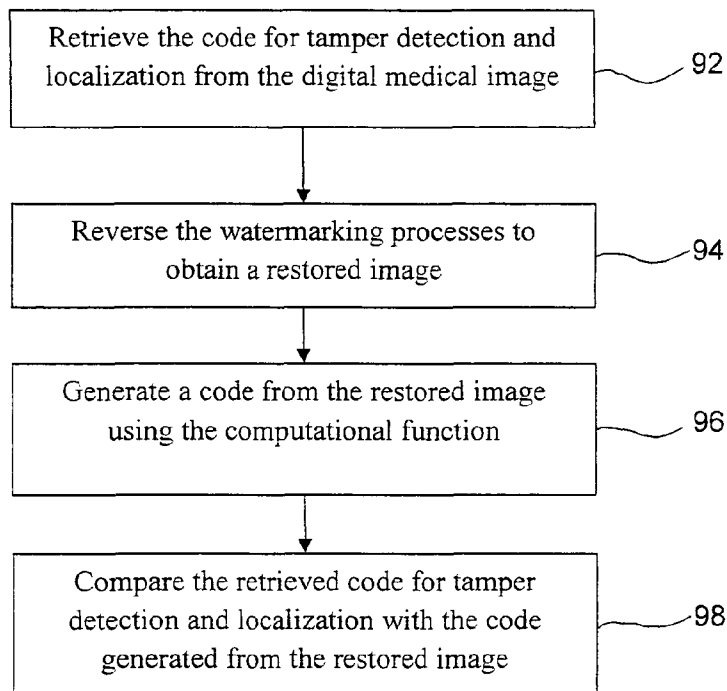 Retrieve the code for tamper detection and
localization from the digital medical image
92
Reverse the watermarking processes to
obtain a restored image
94
Generate a code from the restored image
using the computational function
96
Compare the retrieved code for tamper
detection and localization with the code
generated from the restored image
98